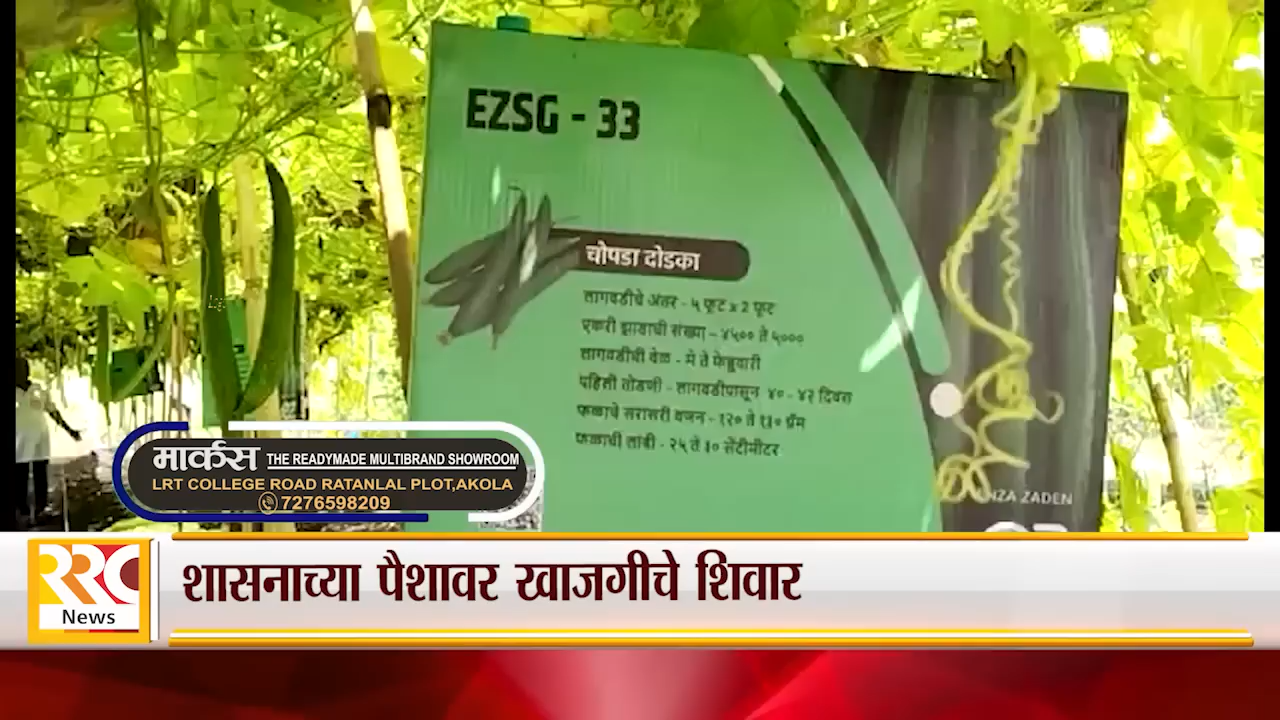 EZSG - 33
चोपडा दोडका
लागवडीचे अंतर - ५ फूट x 2 फूट
एकरी झाडाची संख्या - ४५०० ते ५०००
लागवडीची वेळ - मे ते फेब्रुवारी
पहिली तोडणी - लागवडीपासून ४० - ४२ दिवस
फळाचे सरासरी वजन - १२० ते १३० ग्रॅम
फळाची लांबी - २५ ते ३० सेंटीमीटर
ZADEN
मार्कस THE READYMADE MULTIBRAND SHOWROOM
LRT COLLEGE ROAD RATANLAL PLOT,AKOLA
7276598209
RRC
News
शासनाच्या पैशावर खाजगीचे शिवार